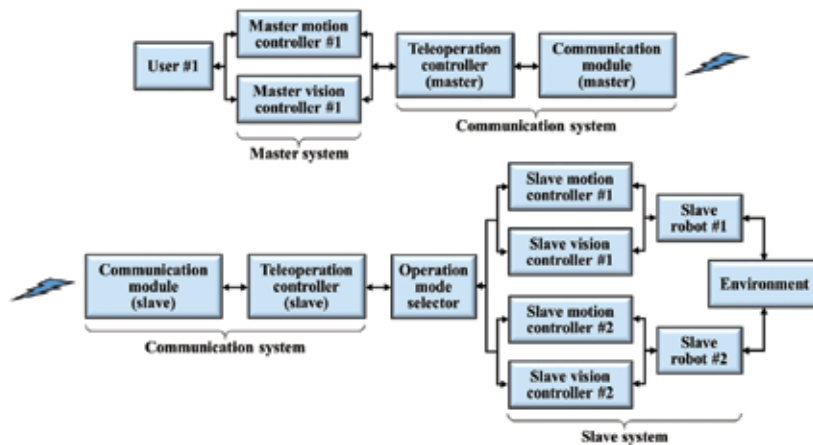 User #1
Master motion
controller #1
Master vision
controller #1
Master system
Teleoperation
controller
(master)
Communication
module
(master)
Communication system
Communication
module
(slave)
Teleoperation
controller
(slave)
Communication system
Operation
mode
selector
Slave motion
controller #1
Slave vision
controller #1
Slave motion
controller #2
Slave vision
controller #2
Slave
robot #1
Slave
robot #2
Slave system
Environment